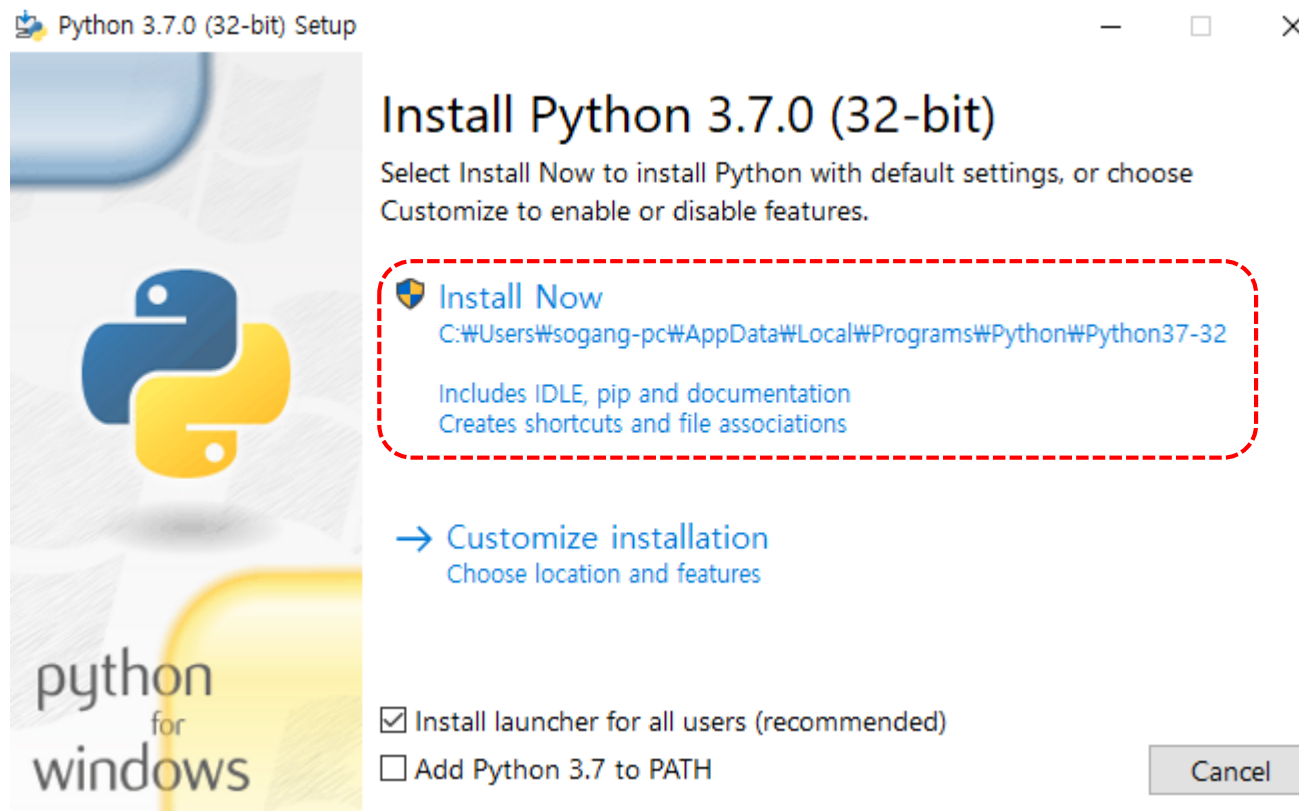 Python 3.7.0 (32-bit) Setup
Install Python 3.7.0 (32-bit)
Select Install Now to install Python with default settings, or choose
Customize to enable or disable features.
Install Now
C:₩Users₩sogang-pc₩AppData₩Local₩Programs₩Python₩Python37-32
Includes IDLE, pip and documentation
Creates shortcuts and file associations
Customize installation
Choose location and features
python
for
windows
Install launcher for all users (recommended)
Add Python 3.7 to PATH
Cancel